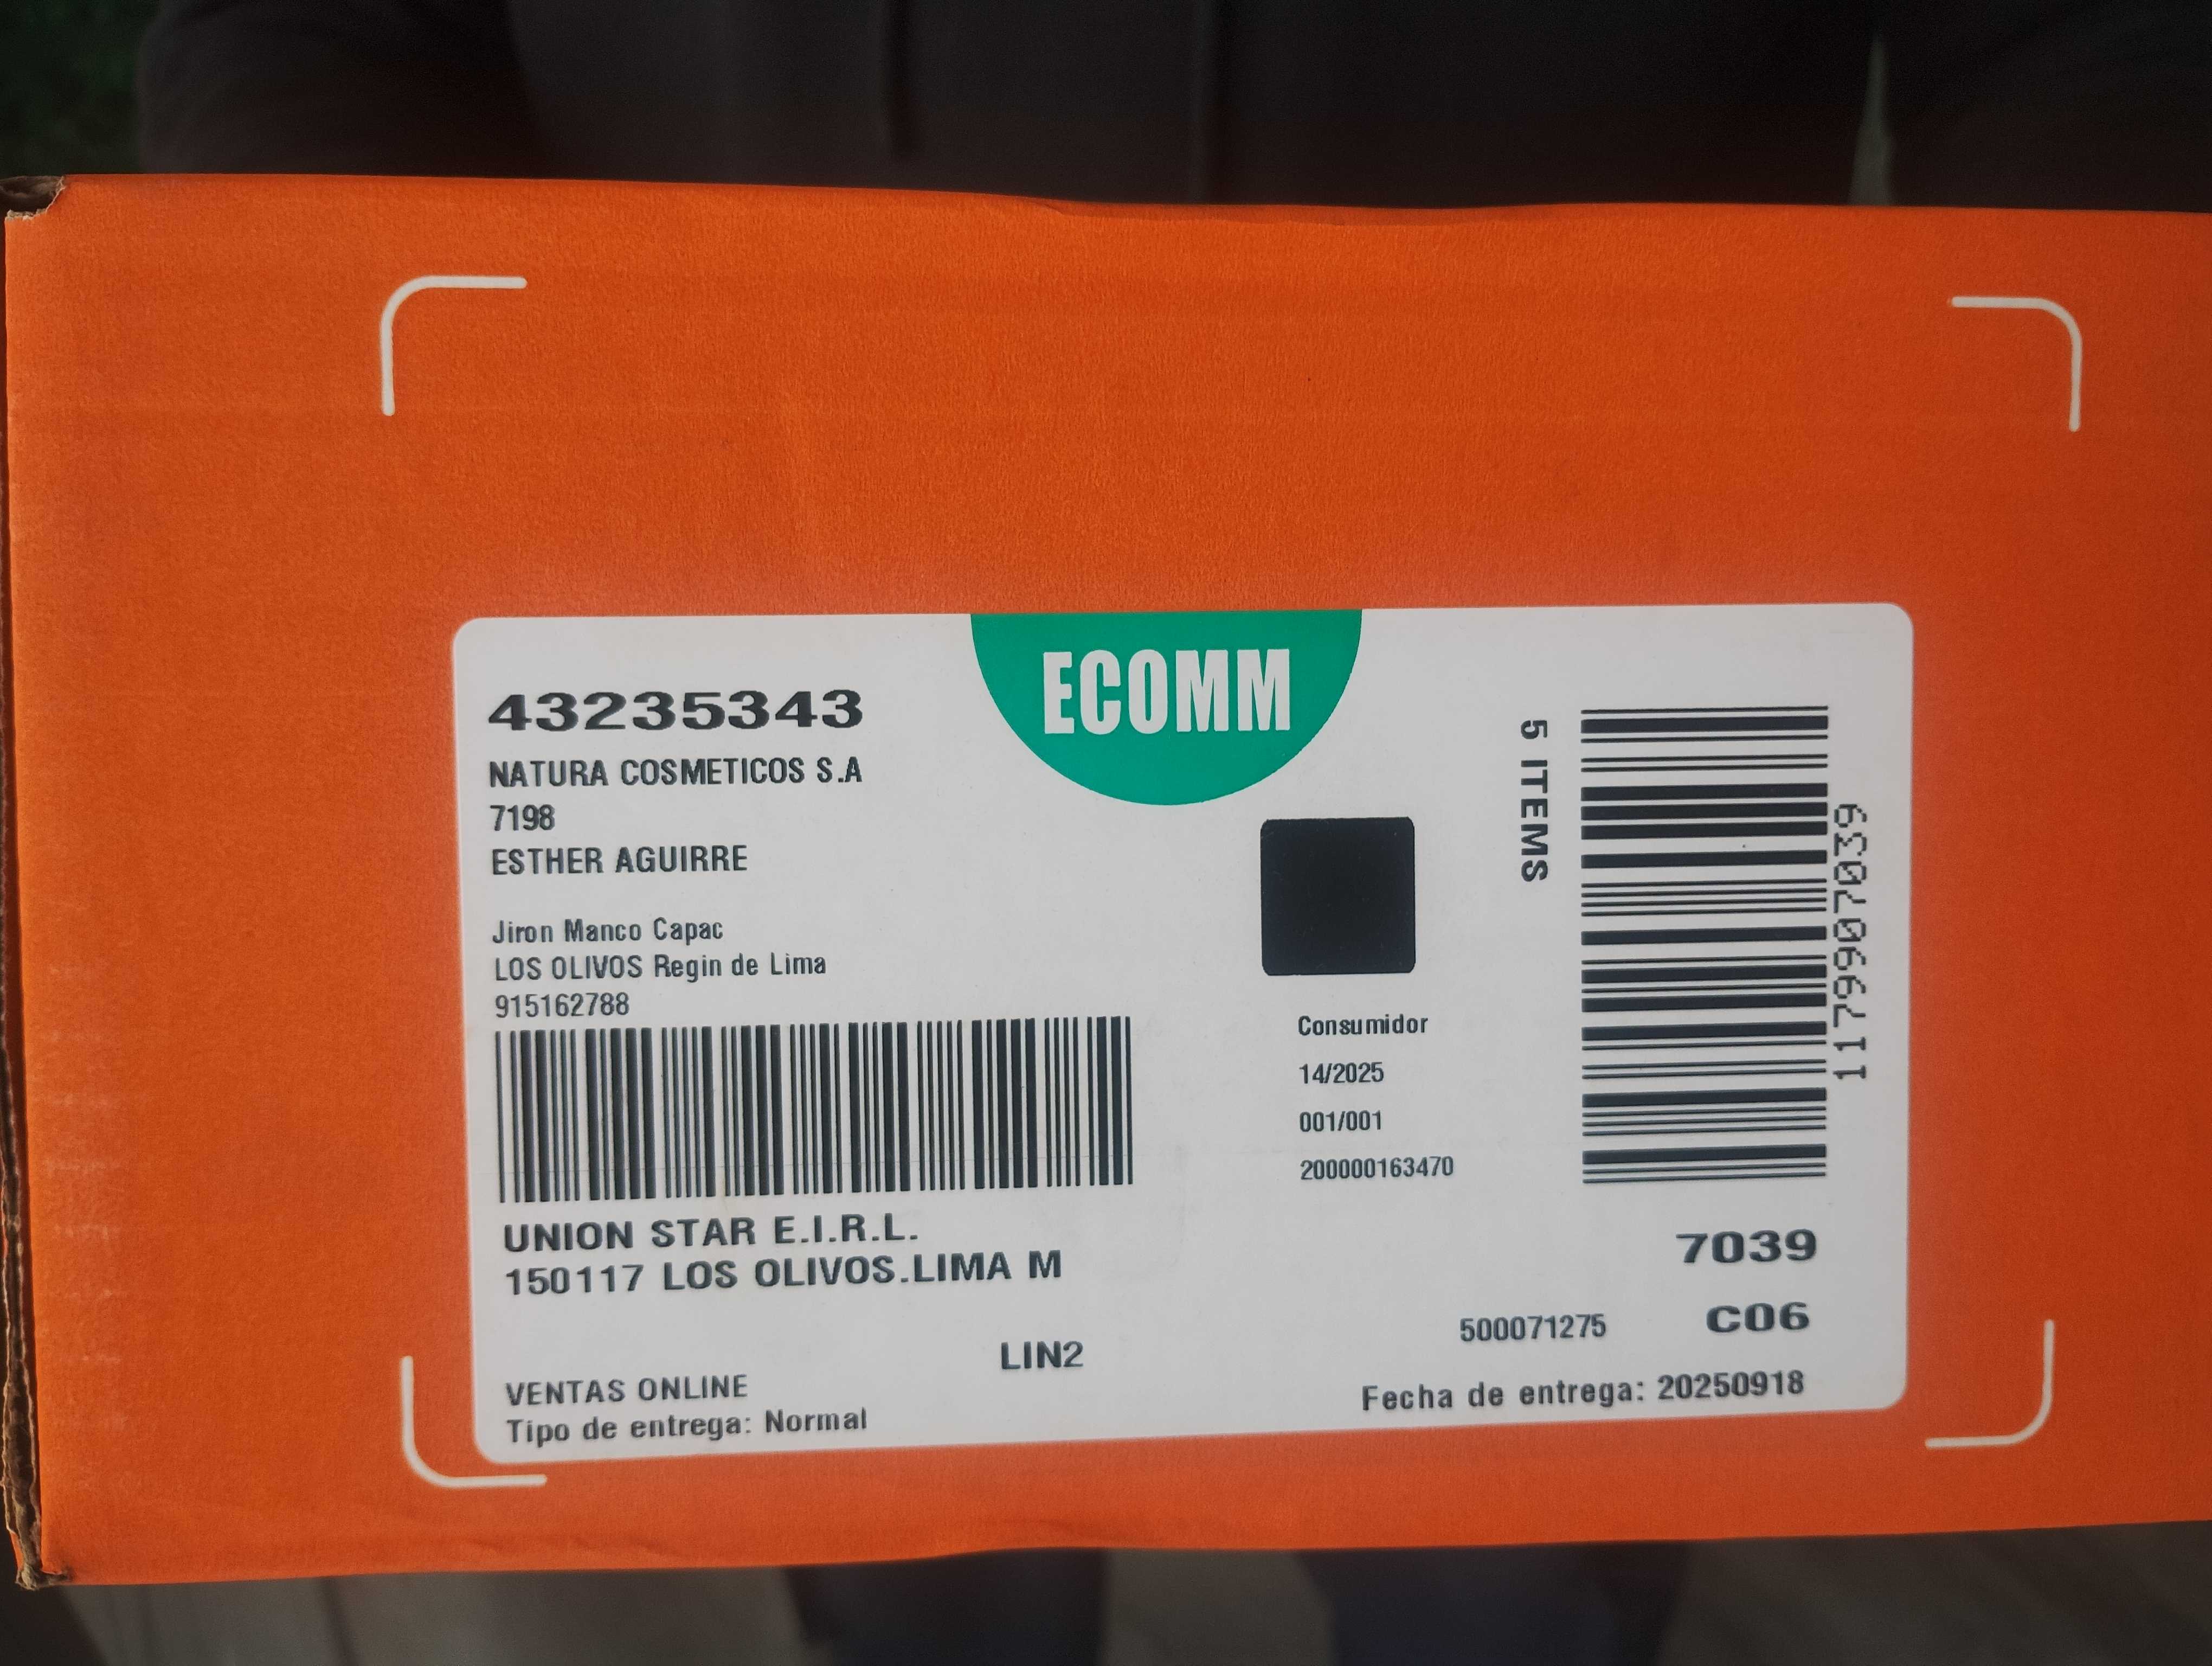 ECOMM
43235343
NATURA COSMETICOS S.A
7198
ESTHER AGUIRRE
Jiron Manco Capac
LOS OLIVOS Regin de Lima
915162788
5 ITEMS
1179907039
Consumidor
14/2025
001/001
200000163470
UNION STAR E.I.R.L.
150117 LOS OLIVOS.LIMA M
7039
500071275 C06
LIN2
VENTAS ONLINE
Tipo de entrega: Normal
Fecha de entrega: 20250918